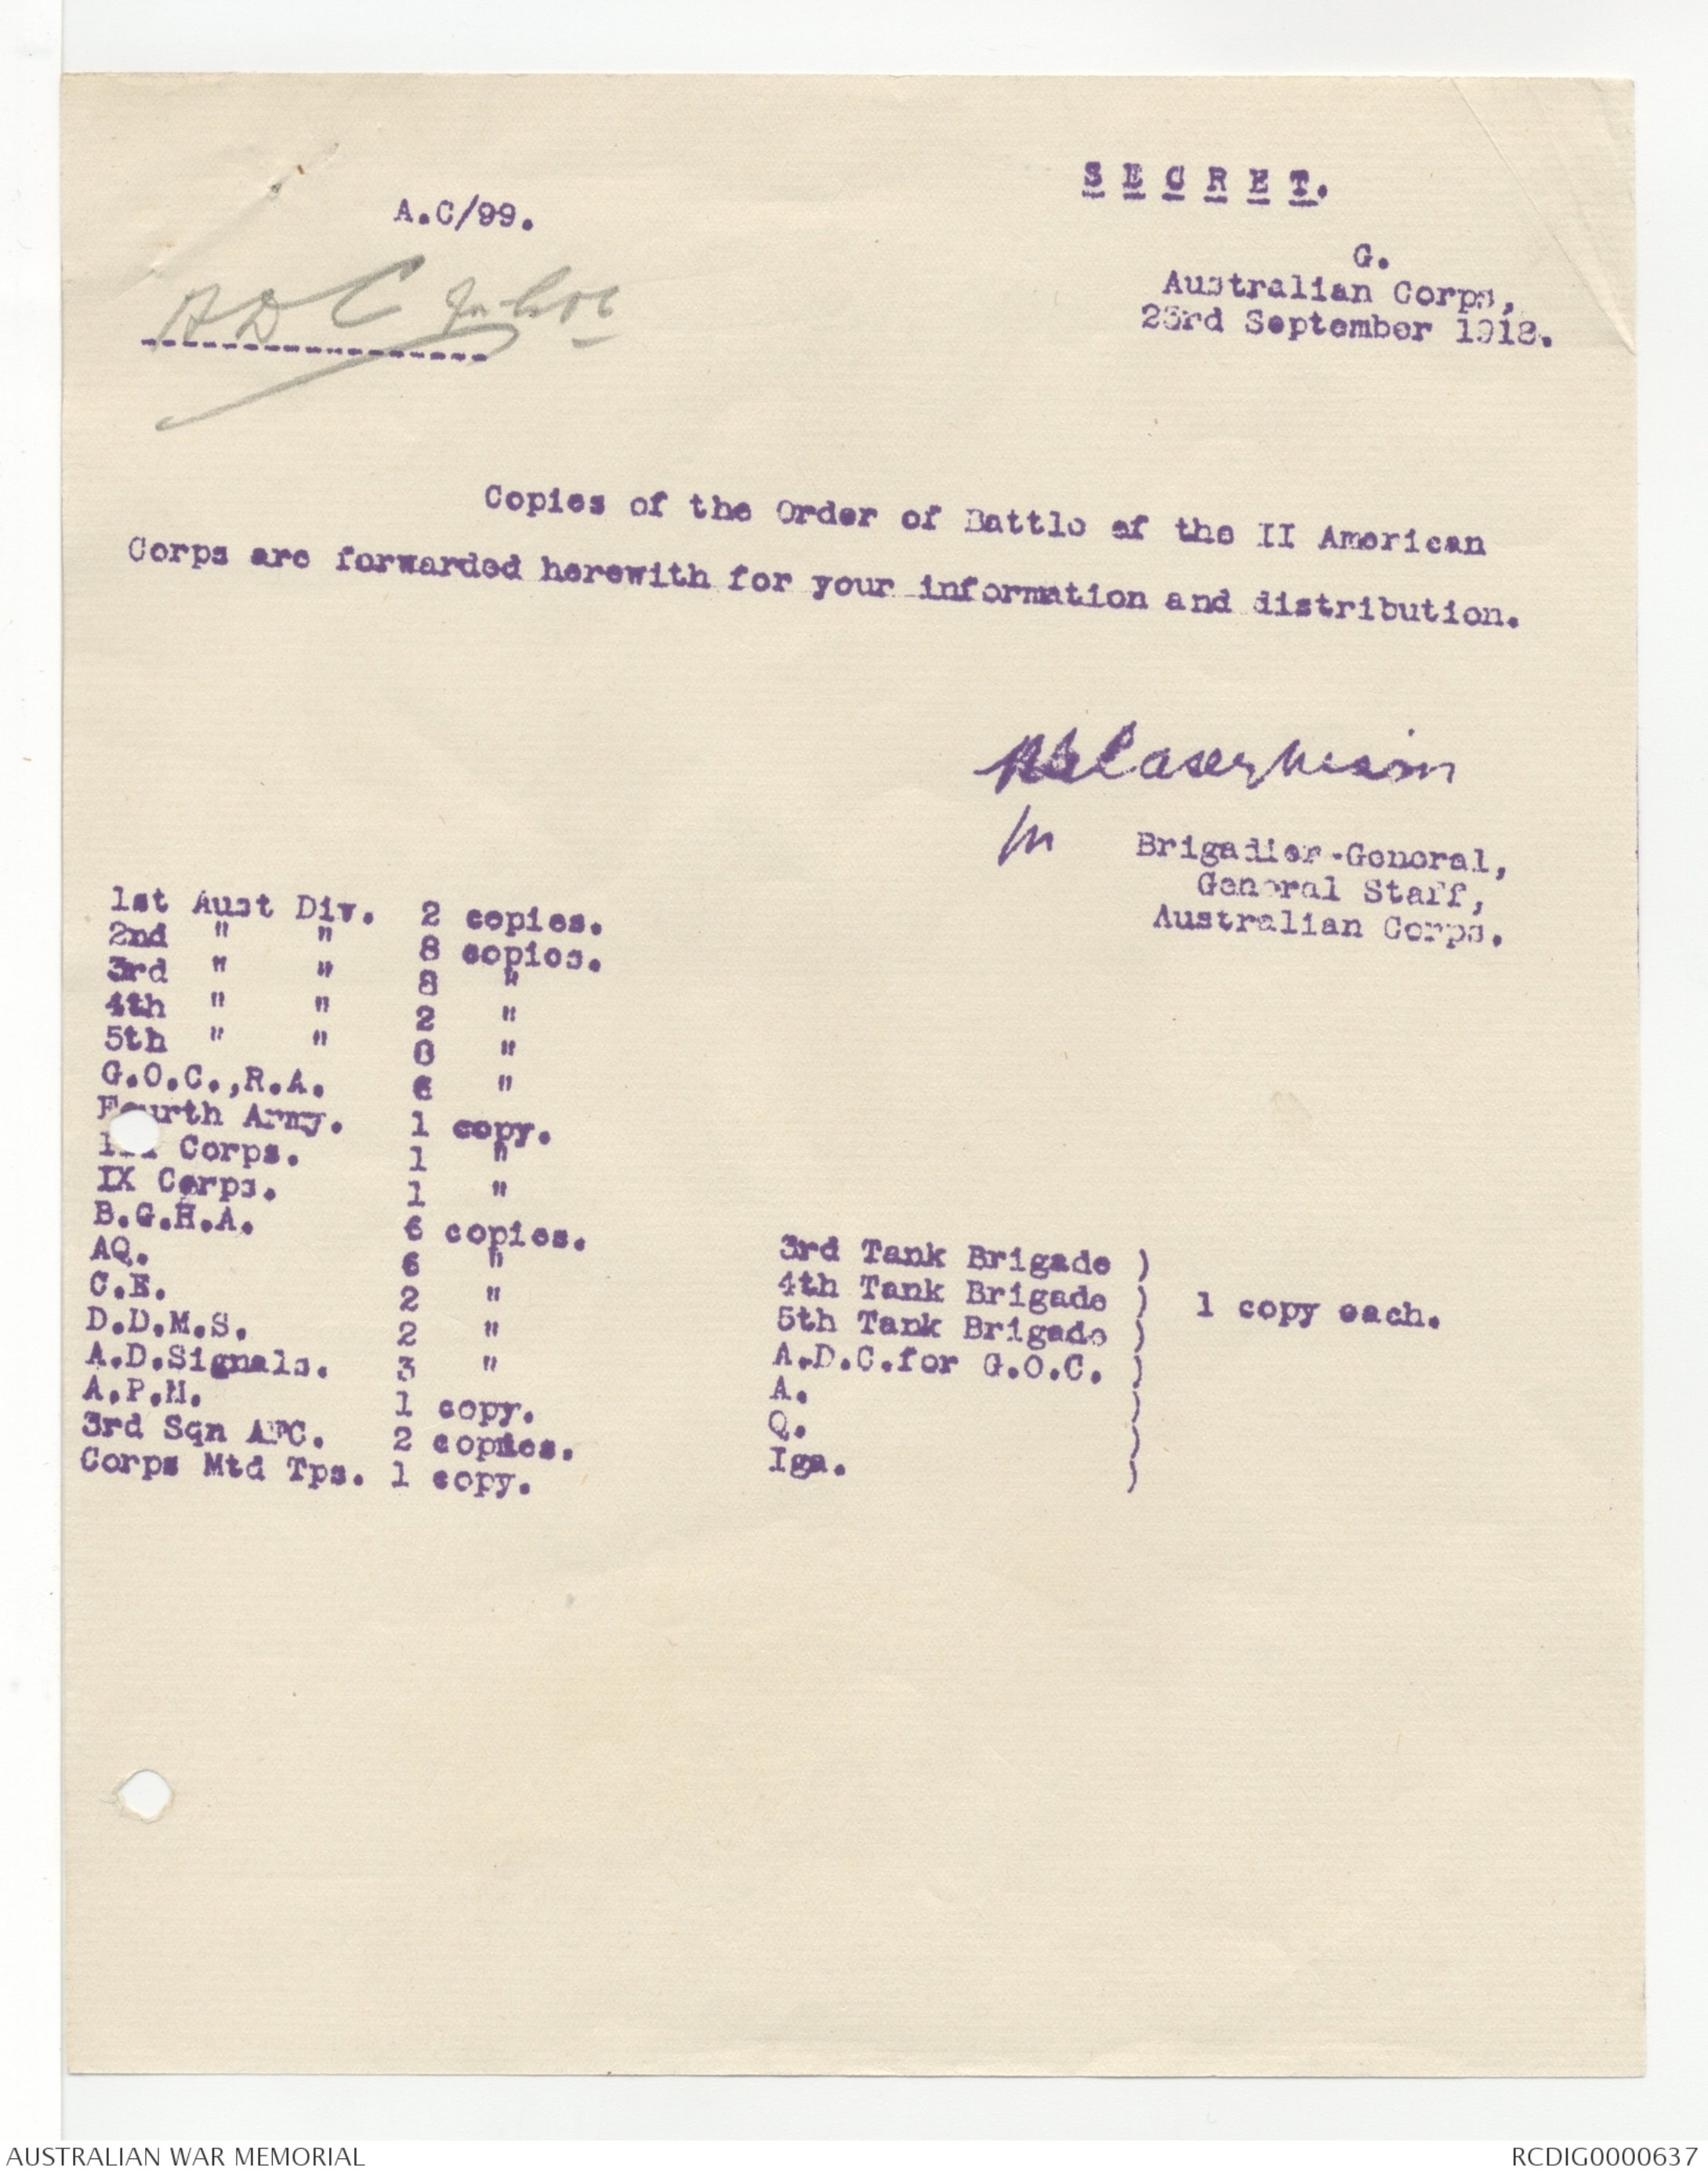 SECRET.
A.C/99.
G.
Australian Corps,
23rd September 1918.
ADC for GOC
Copies of the Order of Battle of the II American
Corps are forwarded herewith for your information and distribution.
Brigadier-General,
General Staff,
Australian Corps.
1st Aust Div. 2 copies.
2nd " " 8 copies.
3rd " " 8 "
4th " " 2 "
5th " " 8 "
G.O.C.,R.A. 6 "
Fourth Army. 1 copy.
Corps. 1 "
IX Corps. 1 "
B.G.H.A. 6 copies.
AQ. 6 "
C.E. 2 "
D.D.M.S. 2 "
A.D.Signals. 3 "
A.P.M. 1 copy.
3rd Sqn AFC. 2 copies.
Corps Mtd Tps. 1 copy.
3rd Tank Brigade )
4th Tank Brigade )
5th Tank Brigade ) 1 copy each.
A.D.C.for G.O.C. )
A. )
Q. )
Iga. )
AUSTRALIAN WAR MEMORIAL
RCDIG0000637